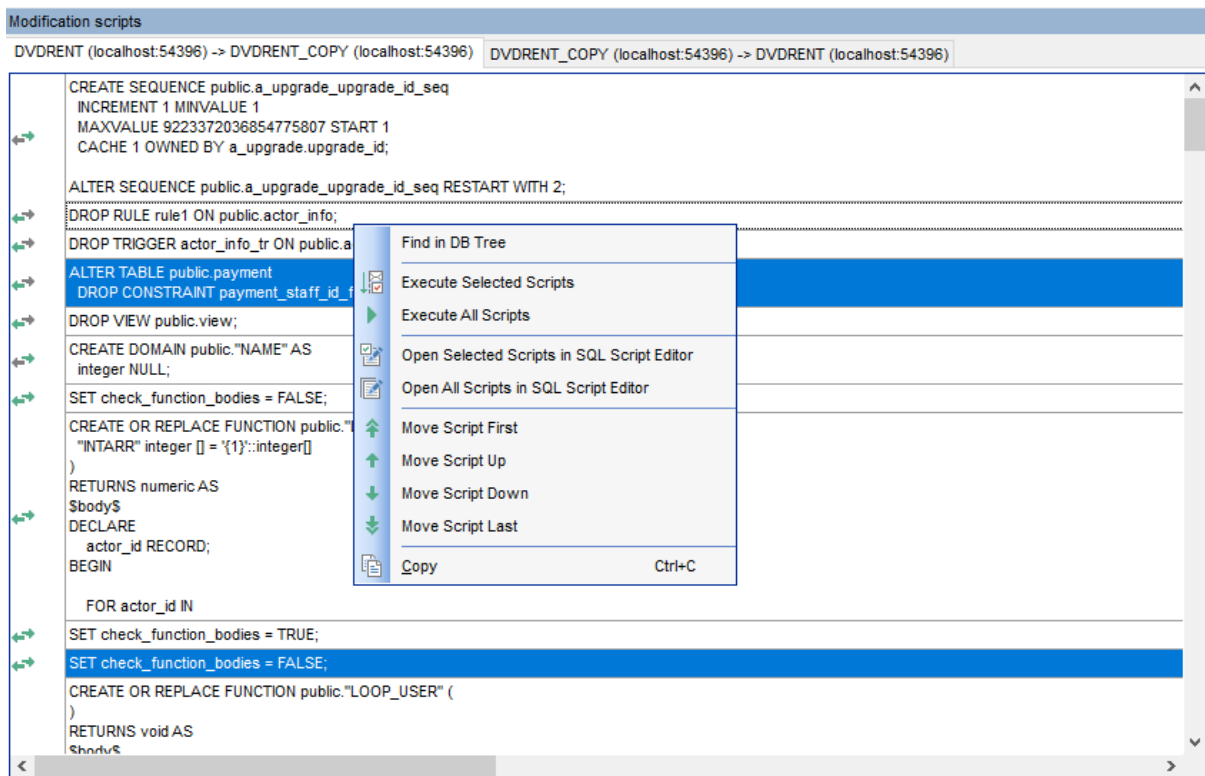 Modification scripts
DVDRENT (localhost:54396) -> DVDRENT_COPY (localhost:54396)
DVDRENT_COPY (localhost:54396) -> DVDRENT (localhost:54396)
CREATE SEQUENCE public.a_upgrade_upgrade_id_seq
INCREMENT 1 MINVALUE 1
MAXVALUE 9223372036854775807 START 1
CACHE 1 OWNED BY a_upgrade.upgrade_id;
ALTER SEQUENCE public.a_upgrade_upgrade_id_seq RESTART WITH 2;
DROP RULE rule1 ON public.actor_info;
DROP TRIGGER actor_info_tr ON public.a
ALTER TABLE public.payment
DROP CONSTRAINT payment_staff_id_f
DROP VIEW public.view;
CREATE DOMAIN public."NAME" AS
integer NULL;
SET check_function_bodies = FALSE;
CREATE OR REPLACE FUNCTION public."
"INTARR" integer [] = '{1}'::integer[]
)
RETURNS numeric AS
$body$
DECLARE
actor_id RECORD;
BEGIN
FOR actor_id IN
SET check_function_bodies = TRUE;
SET check_function_bodies = FALSE;
CREATE OR REPLACE FUNCTION public."LOOP_USER" (
)
RETURNS void AS
$body$
Find in DB Tree
Execute Selected Scripts
Execute All Scripts
Open Selected Scripts in SQL Script Editor
Open All Scripts in SQL Script Editor
Move Script First
Move Script Up
Move Script Down
Move Script Last
Copy Ctrl+C